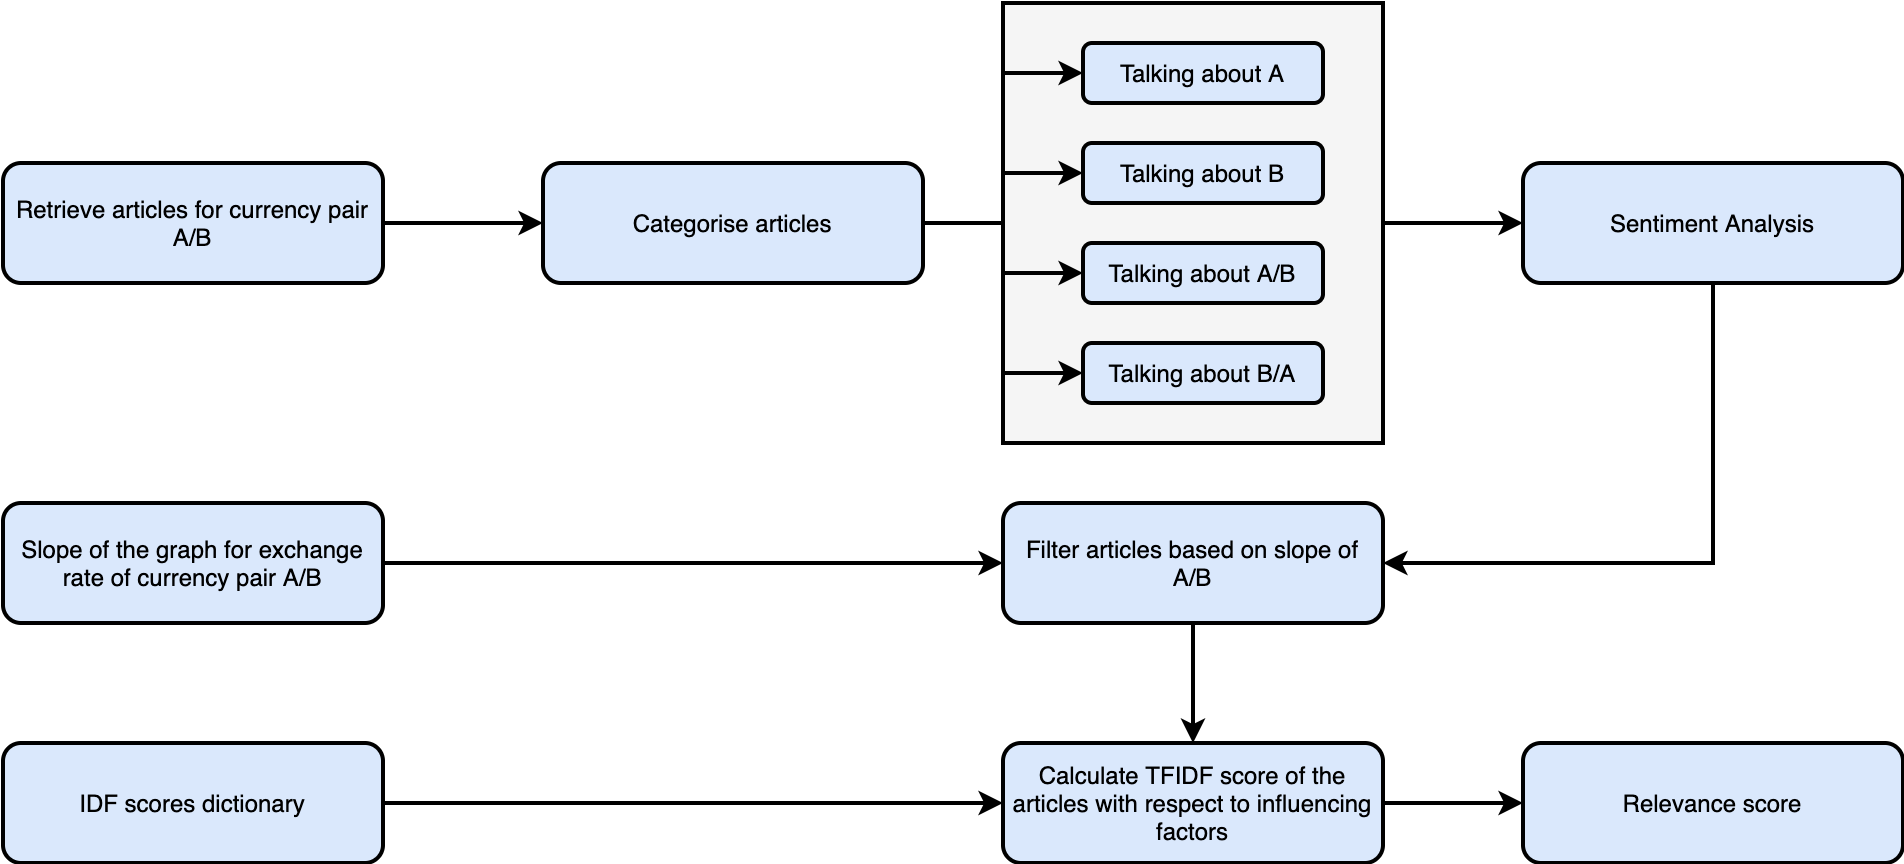 Talking about A
Talking about B
Retrieve articles for currency pair
A/B
Categorise articles
Sentiment Analysis
Talking about A/B
Talking about B/A
Slope of the graph for exchange
rate of currency pair A/B
Filter articles based on slope of
A/B
IDF scores dictionary
Calculate TFIDF score of the
articles with respect to influencing
factors
Relevance score